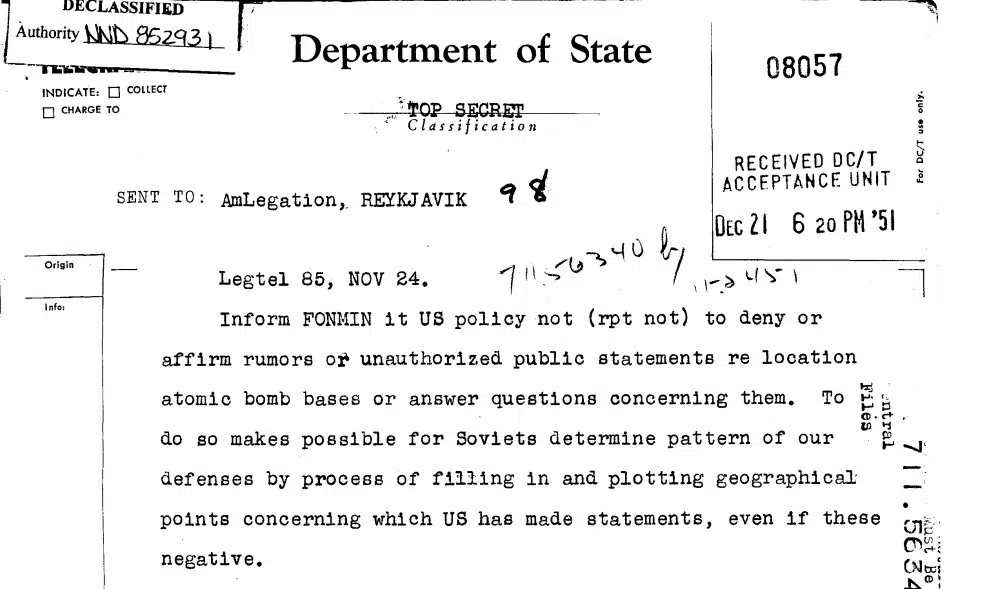 DECLASSIFIED
Authority NND 852931
TELEGRAM
INDICATE: □ COLLECT
□ CHARGE TO
Department of State
TOP SECRET
Classification
08057
RECEIVED DC/T
ACCEPTANCE UNIT
DEC 21 6 20 PM '51
For DC/T use only.
SENT TO: AmLegation, REYKJAVIK 98
Origin
Info:
711.56340b/
11-2451
Legtel 85, NOV 24.
Inform FONMIN it US policy not (rpt not) to deny or
affirm rumors or unauthorized public statements re location
atomic bomb bases or answer questions concerning them. To
do so makes possible for Soviets determine pattern of our
defenses by process of filling in and plotting geographical
points concerning which US has made statements, even if these
negative.
Files
ntral
711.5634
ust Be